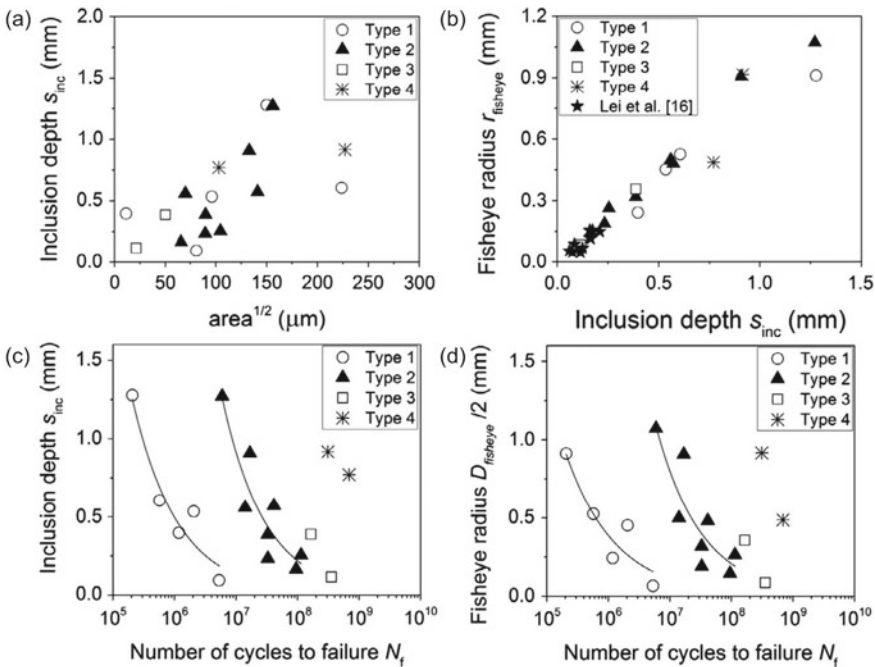 (a)
Inclusion depth s_inc (mm)
2.0
1.5
1.0
0.5
0.0
0 50 100 150 200 250 300
area^1/2 (μm)
Type 1
Type 2
Type 3
Type 4
(b)
Fisheye radius r_fisheye (mm)
1.2
0.9
0.6
0.3
0.0
0.0 0.5 1.0 1.5
Inclusion depth s_inc (mm)
Type 1
Type 2
Type 3
Type 4
Lei et al. [16]
(c)
Inclusion depth s_inc (mm)
1.5
1.0
0.5
0.0
10^5 10^6 10^7 10^8 10^9 10^10
Number of cycles to failure N_f
Type 1
Type 2
Type 3
Type 4
(d)
Fisheye radius D_fisheye /2 (mm)
1.5
1.0
0.5
0.0
10^5 10^6 10^7 10^8 10^9 10^10
Number of cycles to failure N_f
Type 1
Type 2
Type 3
Type 4